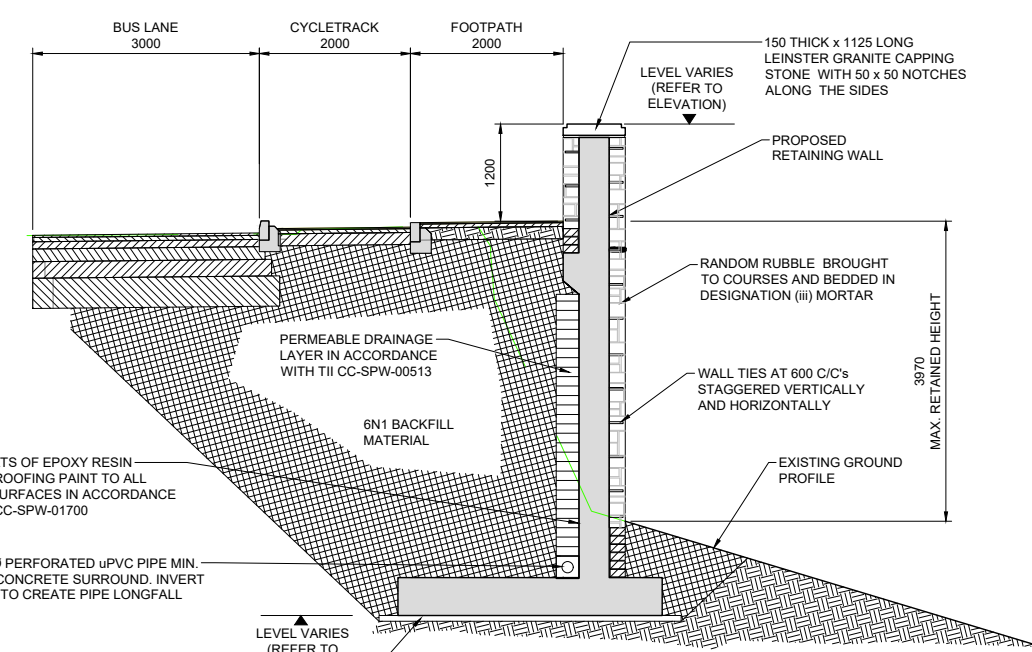 BUS LANE
3000
CYCLETRACK
2000
FOOTPATH
2000
150 THICK x 1125 LONG
LEINSTER GRANITE CAPPING
STONE WITH 50 x 50 NOTCHES
ALONG THE SIDES
LEVEL VARIES
(REFER TO
ELEVATION)
PROPOSED
RETAINING WALL
1200
RANDOM RUBBLE BROUGHT
TO COURSES AND BEDDED IN
DESIGNATION (iii) MORTAR
PERMEABLE DRAINAGE
LAYER IN ACCORDANCE
WITH TII CC-SPW-00513
3970
MAX. RETAINED HEIGHT
WALL TIES AT 600 C/C's
STAGGERED VERTICALLY
AND HORIZONTALLY
6N1 BACKFILL
MATERIAL
EXISTING GROUND
PROFILE
TS OF EPOXY RESIN
ROOFING PAINT TO ALL
URFACES IN ACCORDANCE
CC-SPW-01700
PERFORATED uPVC PIPE MIN.
CONCRETE SURROUND. INVERT
TO CREATE PIPE LONGFALL
LEVEL VARIES
(REFER TO